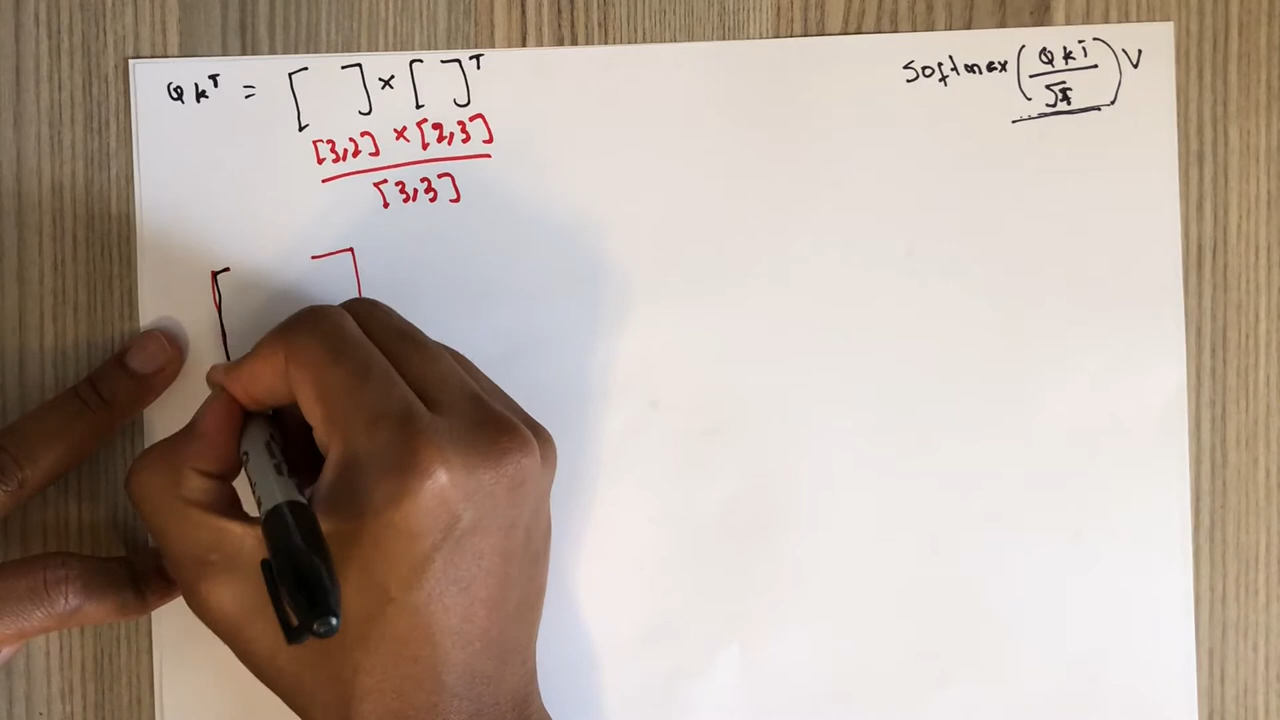 QKᵀ = [ ] × [ ]ᵀ
[3,2] × [2,3]
[3,3]
Softmax (QKᵀ / √) V